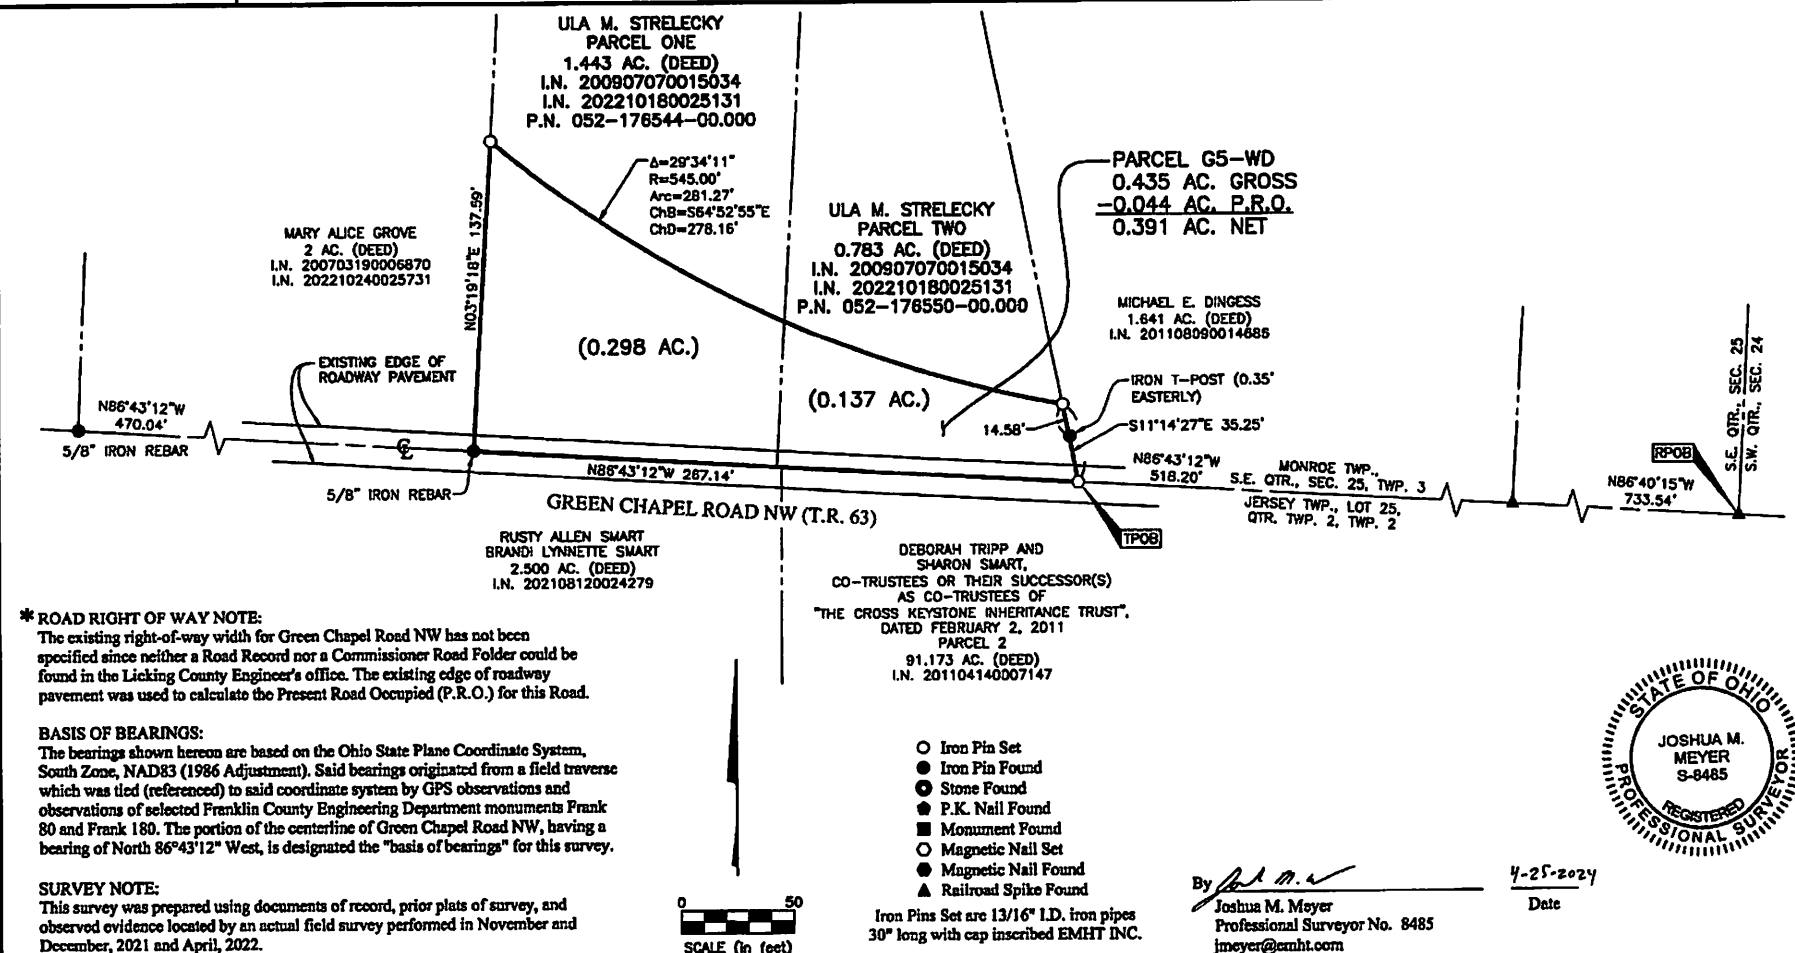 ULA M. STRELECKY
PARCEL ONE
1.443 AC. (DEED)
I.N. 200907070015034
I.N. 202210180025131
P.N. 052-176544-00.000
Δ=29°34'11"
R=545.00'
Arc=281.27'
ChB=S64°52'55"E
ChD=278.16'
PARCEL G5-WD
0.435 AC. GROSS
-0.044 AC. P.R.O.
0.391 AC. NET
ULA M. STRELECKY
PARCEL TWO
0.783 AC. (DEED)
I.N. 200907070015034
I.N. 202210180025131
P.N. 052-176550-00.000
MARY ALICE GROVE
2 AC. (DEED)
I.N. 200703190006870
I.N. 202210240025731
N03°19'18"E 137.59'
MICHAEL E. DINGESS
1.641 AC. (DEED)
I.N. 201108090014685
(0.298 AC.)
(0.137 AC.)
EXISTING EDGE OF
ROADWAY PAVEMENT
IRON T-POST (0.35'
EASTERLY)
14.58'
S11°14'27"E 35.25'
N86°43'12"W
470.04'
5/8" IRON REBAR
℄
5/8" IRON REBAR
N86°43'12"W 267.14'
N86°43'12"W
518.20'
MONROE TWP.,
S.E. QTR., SEC. 25, TWP. 3
JERSEY TWP., LOT 25,
QTR. TWP. 2, TWP. 2
S.E. QTR., SEC. 25
S.W. QTR., SEC. 24
RPOB
N86°40'15"W
733.54'
GREEN CHAPEL ROAD NW (T.R. 63)
TPOB
RUSTY ALLEN SMART
BRANDI LYNNETTE SMART
2.500 AC. (DEED)
I.N. 202108120024279
DEBORAH TRIPP AND
SHARON SMART,
CO-TRUSTEES OR THEIR SUCCESSOR(S)
AS CO-TRUSTEES OF
"THE CROSS KEYSTONE INHERITANCE TRUST",
DATED FEBRUARY 2, 2011
PARCEL 2
91.173 AC. (DEED)
I.N. 201104140007147
* ROAD RIGHT OF WAY NOTE:
The existing right-of-way width for Green Chapel Road NW has not been
specified since neither a Road Record nor a Commissioner Road Folder could be
found in the Licking County Engineer's office. The existing edge of roadway
pavement was used to calculate the Present Road Occupied (P.R.O.) for this Road.
BASIS OF BEARINGS:
The bearings shown hereon are based on the Ohio State Plane Coordinate System,
South Zone, NAD83 (1986 Adjustment). Said bearings originated from a field traverse
which was tied (referenced) to said coordinate system by GPS observations and
observations of selected Franklin County Engineering Department monuments Frank
80 and Frank 180. The portion of the centerline of Green Chapel Road NW, having a
bearing of North 86°43'12" West, is designated the "basis of bearings" for this survey.
SURVEY NOTE:
This survey was prepared using documents of record, prior plats of survey, and
observed evidence located by an actual field survey performed in November and
December, 2021 and April, 2022.
0 50
SCALE (in feet)
Iron Pin Set
Iron Pin Found
Stone Found
P.K. Nail Found
Monument Found
Magnetic Nail Set
Magnetic Nail Found
Railroad Spike Found
Iron Pins Set are 13/16" I.D. iron pipes
30" long with cap inscribed EMHT INC.
STATE OF OHIO
JOSHUA M.
MEYER
S-8485
REGISTERED
PROFESSIONAL SURVEYOR
By
4-25-2024
Date
Joshua M. Meyer
Professional Surveyor No. 8485
jmeyer@emht.com